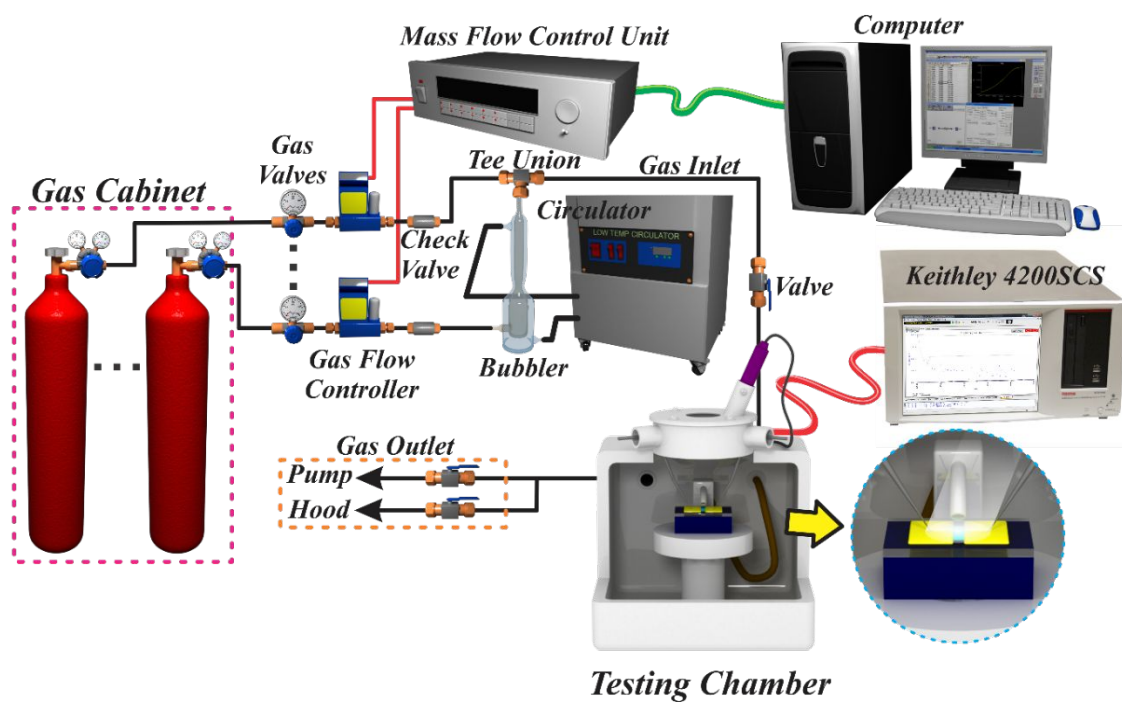 Computer
Mass Flow Control Unit
Gas
Valves
Tee Union
Gas Inlet
Gas Cabinet
Circulator
LOW TEMP CIRCULATOR
Check
Valve
Valve
Keithley 4200SCS
Gas Flow
Controller
Bubbler
Gas Outlet
Pump
Hood
Testing Chamber